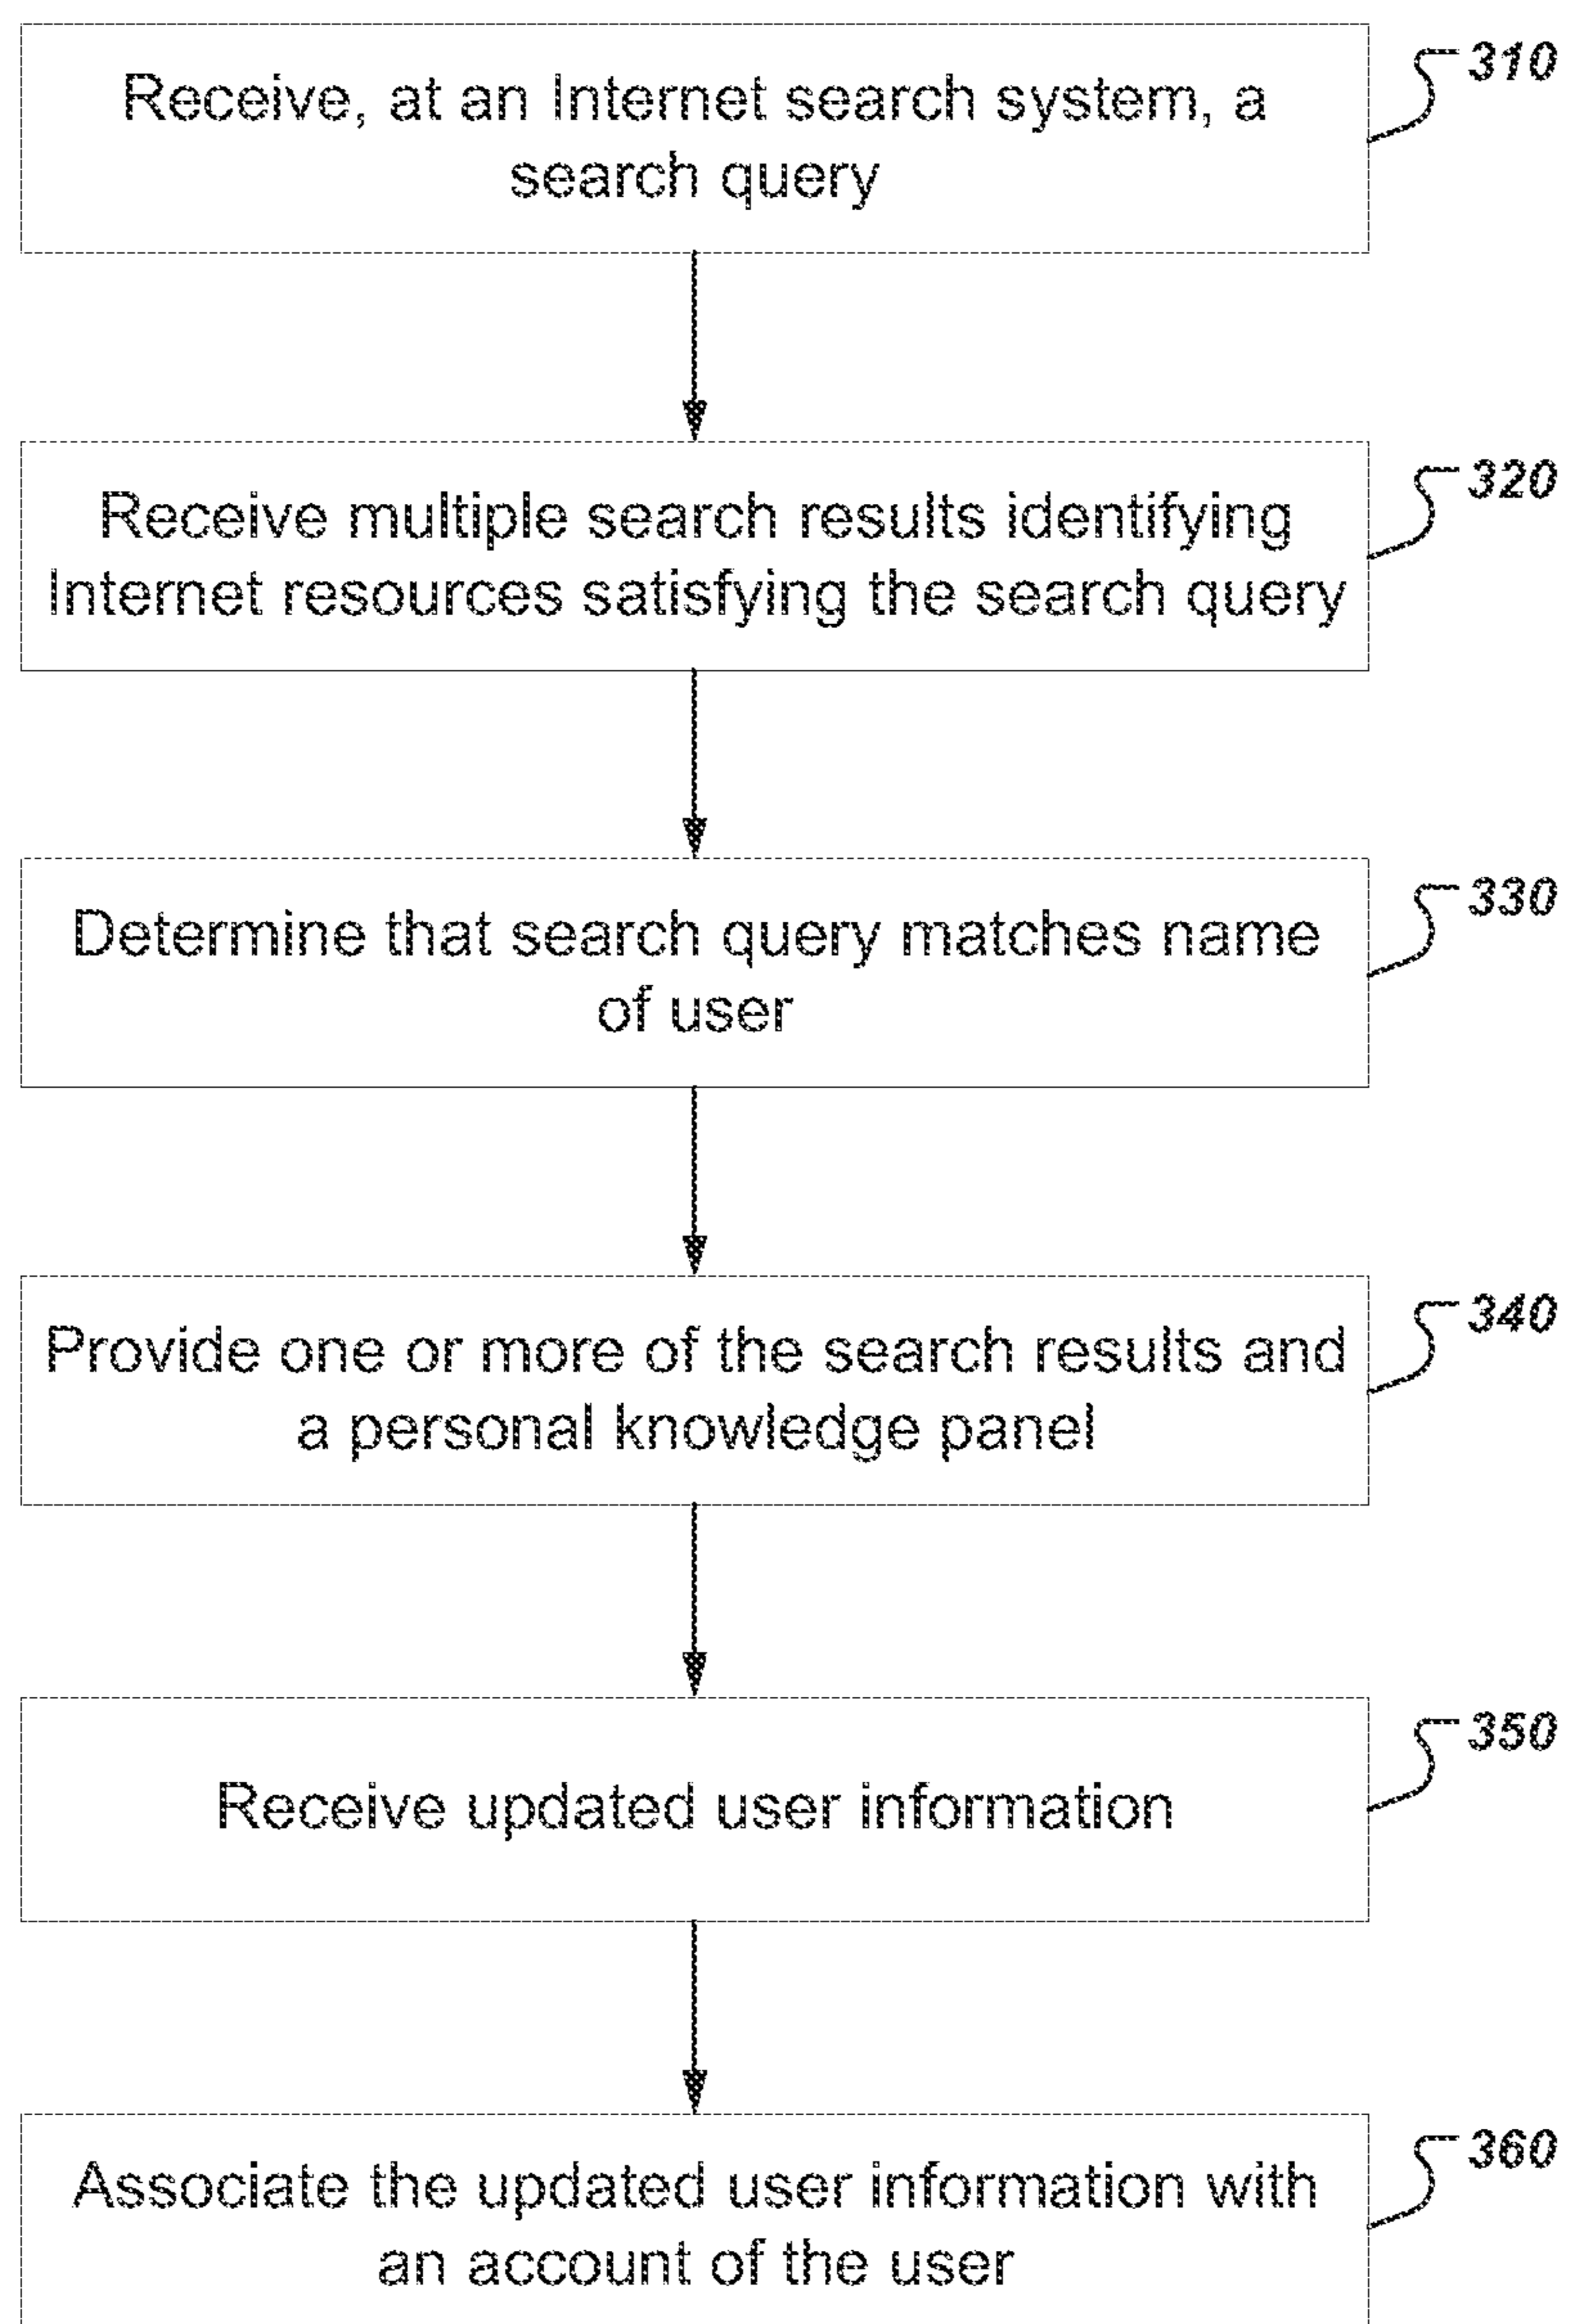 Receive, at an Internet search system, a
search query
310
Receive multiple search results identifying
Internet resources satisfying the search query
320
Determine that search query matches name
of user
330
Provide one or more of the search results and
a personal knowledge panel
340
Receive updated user information
350
Associate the updated user information with
an account of the user
360